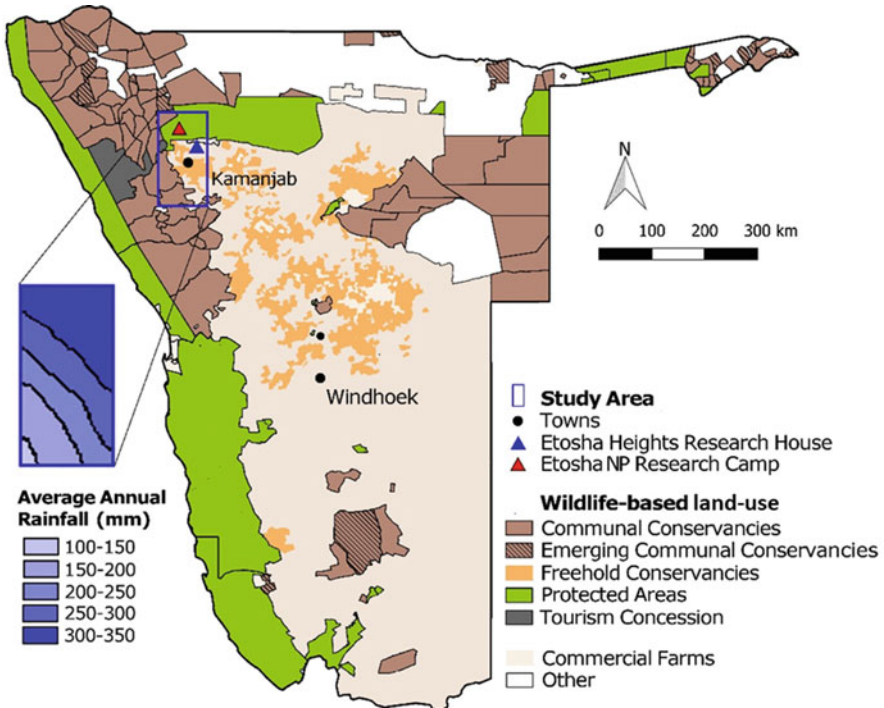 Kamanjab
N
0 100 200 300 km
Windhoek
Study Area
Towns
Etosha Heights Research House
Etosha NP Research Camp
Average Annual
Rainfall (mm)
100-150
150-200
200-250
250-300
300-350
Wildlife-based land-use
Communal Conservancies
Emerging Communal Conservancies
Freehold Conservancies
Protected Areas
Tourism Concession
Commercial Farms
Other